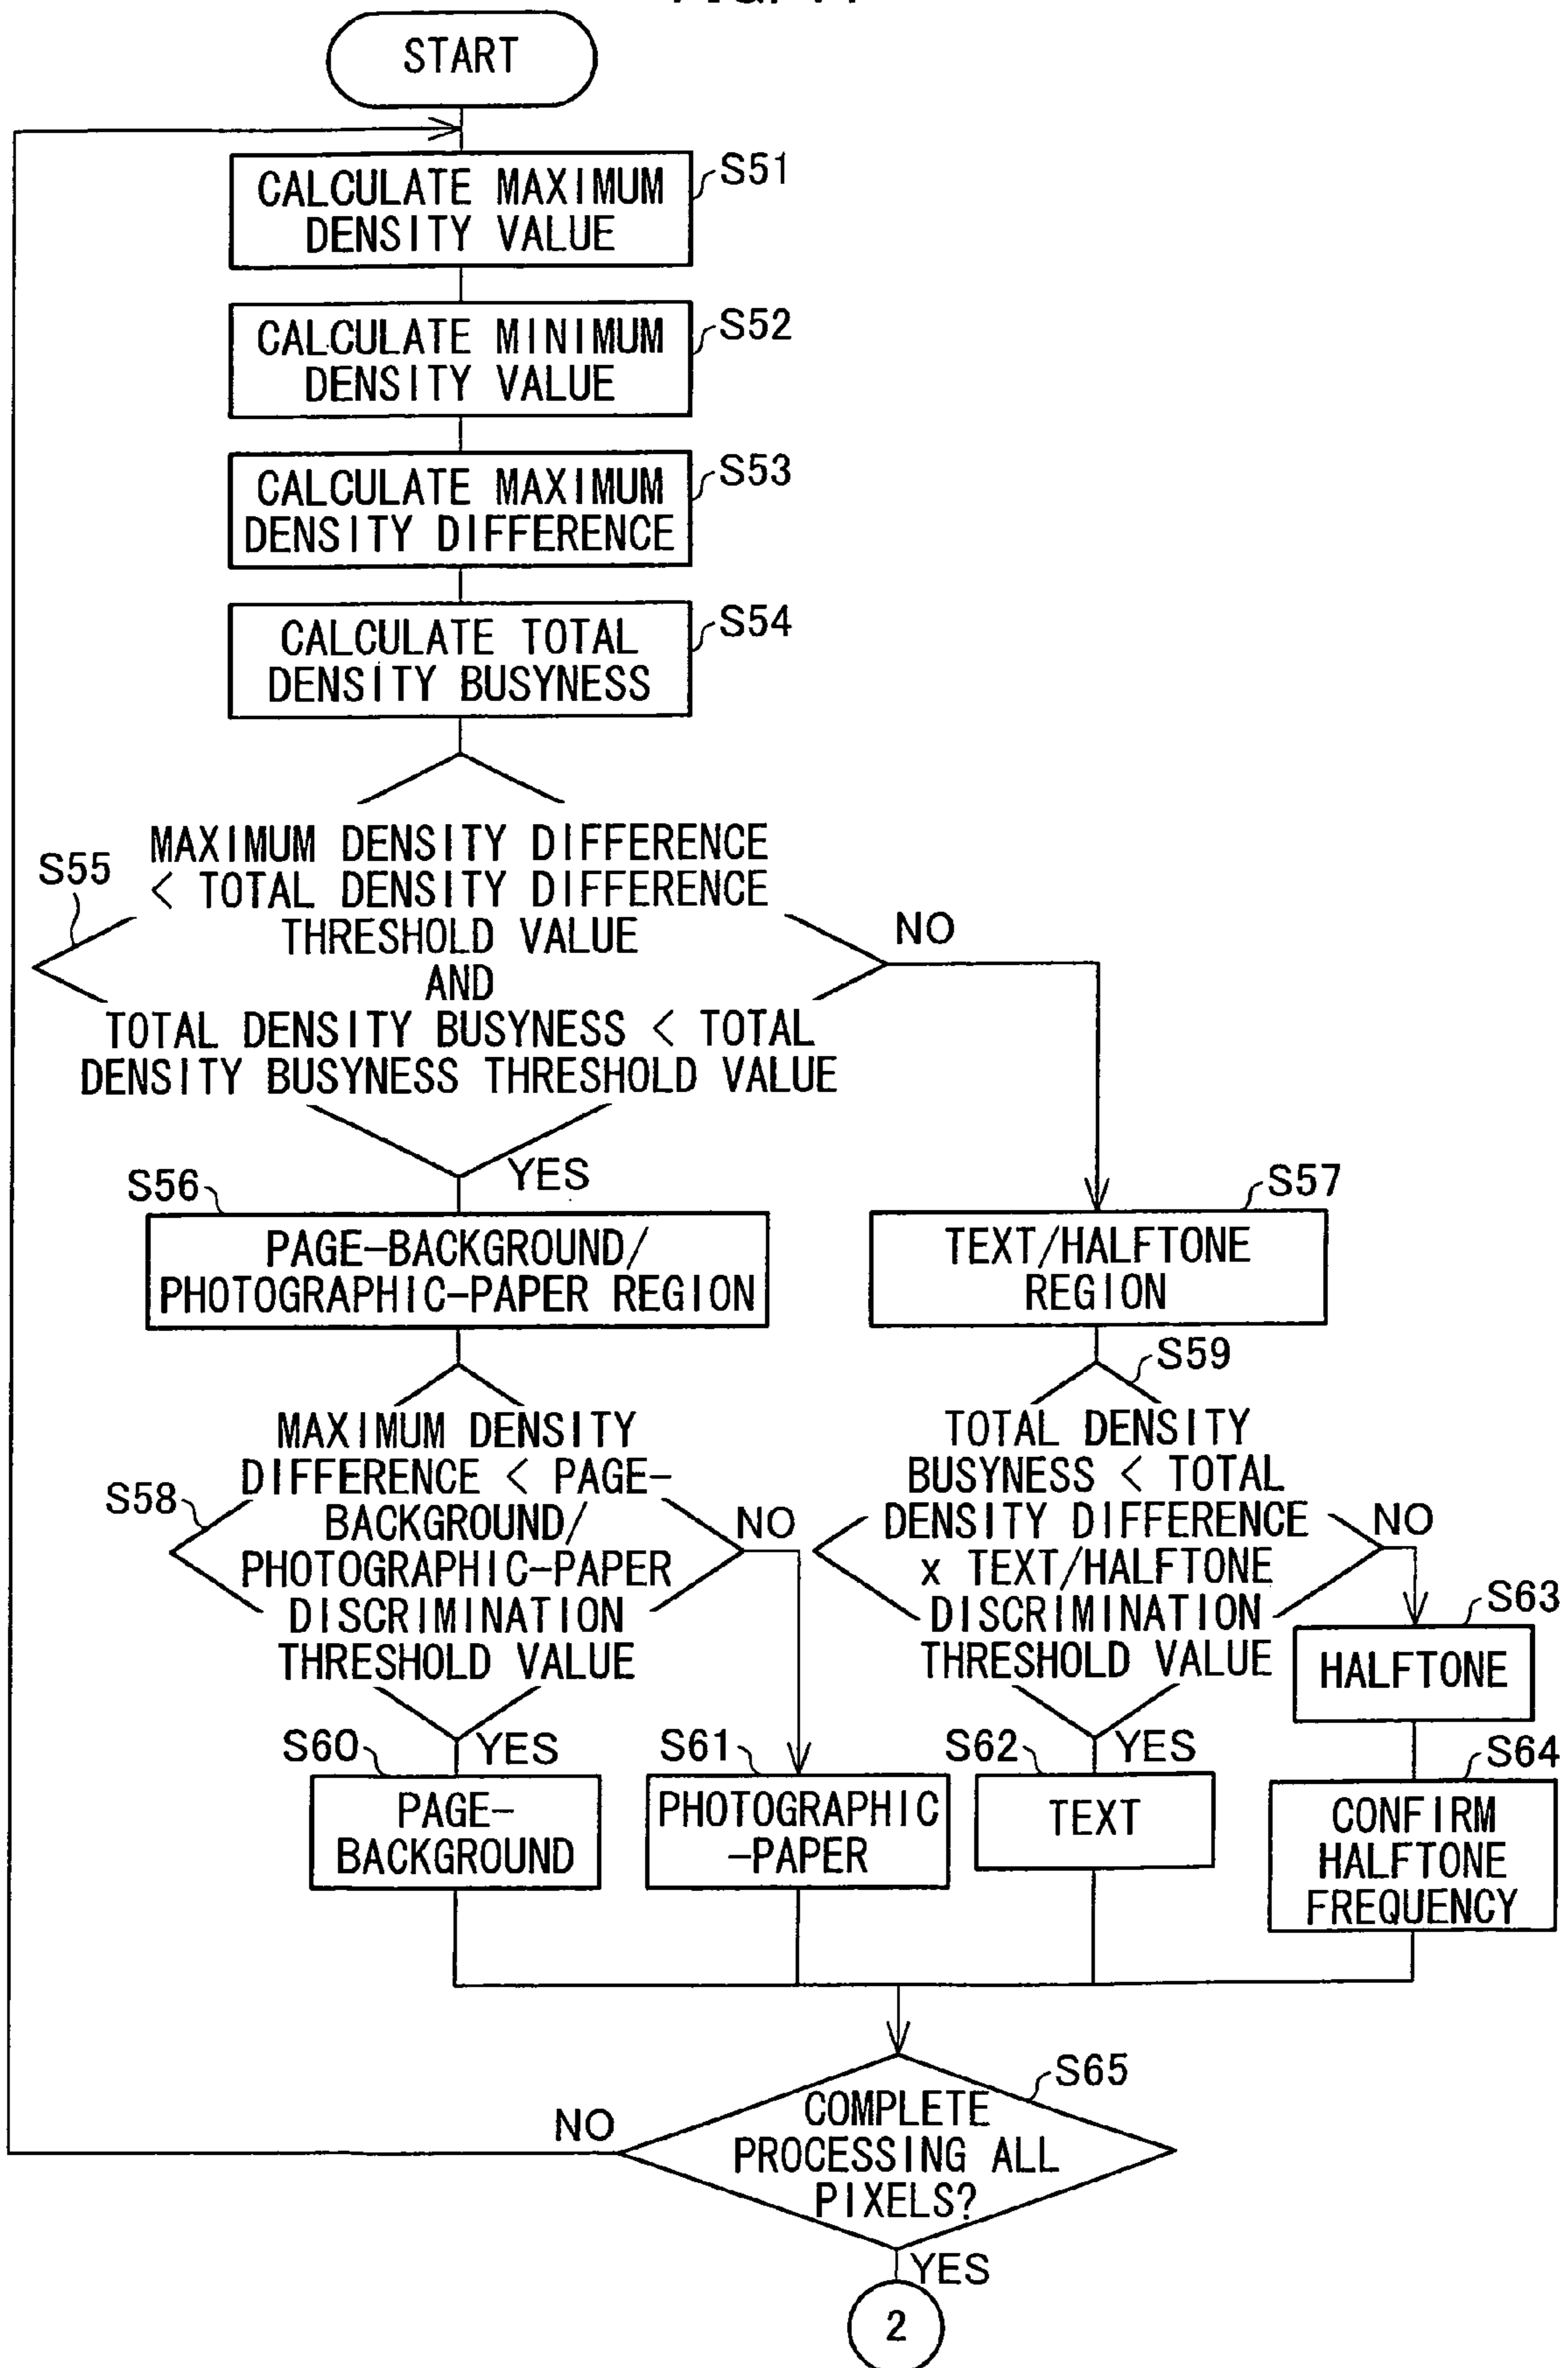 START
CALCULATE MAXIMUM
DENSITY VALUE
S51
CALCULATE MINIMUM
DENSITY VALUE
S52
CALCULATE MAXIMUM
DENSITY DIFFERENCE
S53
CALCULATE TOTAL
DENSITY BUSYNESS
S54
S55
MAXIMUM DENSITY DIFFERENCE
< TOTAL DENSITY DIFFERENCE
THRESHOLD VALUE
AND
TOTAL DENSITY BUSYNESS < TOTAL
DENSITY BUSYNESS THRESHOLD VALUE
NO
YES
S56
PAGE-BACKGROUND/
PHOTOGRAPHIC-PAPER REGION
S57
TEXT/HALFTONE
REGION
S58
MAXIMUM DENSITY
DIFFERENCE < PAGE-
BACKGROUND/
PHOTOGRAPHIC-PAPER
DISCRIMINATION
THRESHOLD VALUE
NO
YES
S59
TOTAL DENSITY
BUSYNESS < TOTAL
DENSITY DIFFERENCE
x TEXT/HALFTONE
DISCRIMINATION
THRESHOLD VALUE
NO
YES
S63
HALFTONE
S60
PAGE-
BACKGROUND
S61
PHOTOGRAPHIC
-PAPER
S62
TEXT
S64
CONFIRM
HALFTONE
FREQUENCY
S65
COMPLETE
PROCESSING ALL
PIXELS?
NO
YES
2